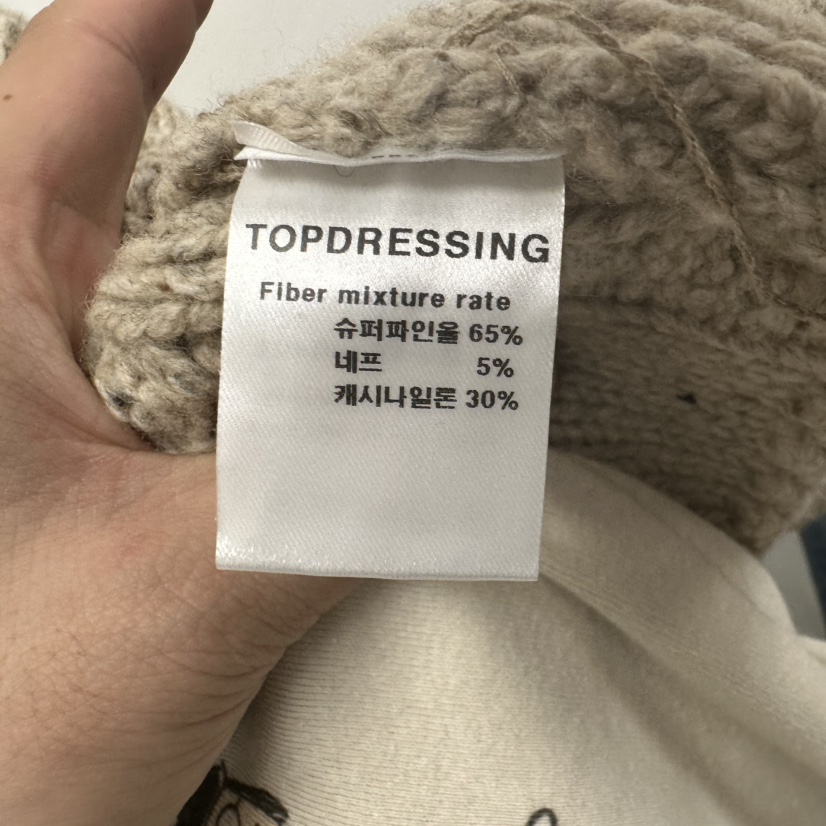 TOPDRESSING
Fiber mixture rate
슈퍼파인울 65%
네프 5%
캐시나일론 30%